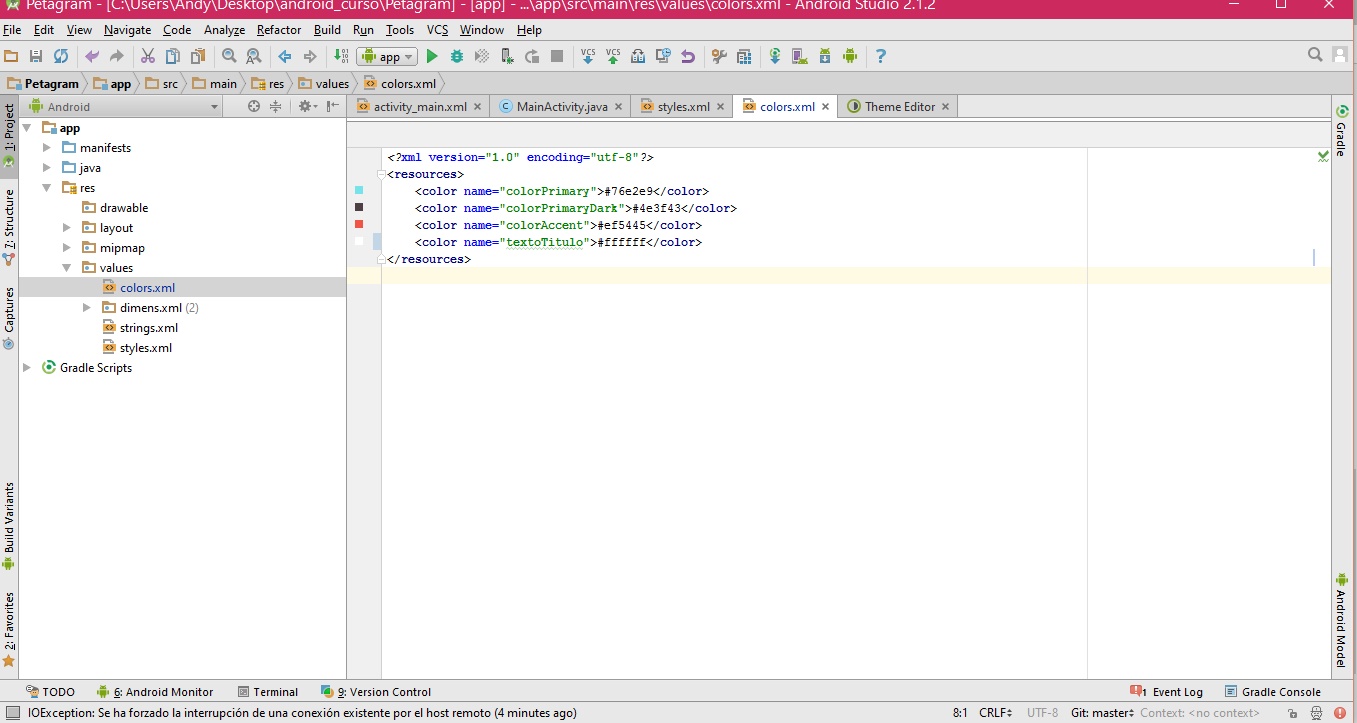 Petagram - [C:\Users\Andy\Desktop\android_curso\Petagram] - [app] - ...\app\src\main\res\values\colors.xml - Android Studio 2.1.2
File Edit View Navigate Code Analyze Refactor Build Run Tools VCS Window Help
app
VCS VCS
Petagram app src main res values colors.xml
Android
activity_main.xml MainActivity.java styles.xml colors.xml Theme Editor
1: Project
7: Structure
Captures
Build Variants
2: Favorites
app
manifests
java
res
drawable
layout
mipmap
values
colors.xml
dimens.xml (2)
strings.xml
styles.xml
Gradle Scripts
<?xml version="1.0" encoding="utf-8"?>
<resources>
<color name="colorPrimary">#76e2e9</color>
<color name="colorPrimaryDark">#4e3f43</color>
<color name="colorAccent">#ef5445</color>
<color name="textoTitulo">#ffffff</color>
</resources>
Gradle
Android Model
TODO 6: Android Monitor Terminal 9: Version Control 1 Event Log Gradle Console
IOException: Se ha forzado la interrupción de una conexión existente por el host remoto (4 minutes ago) 8:1 CRLF UTF-8 Git: master Context: <no context>